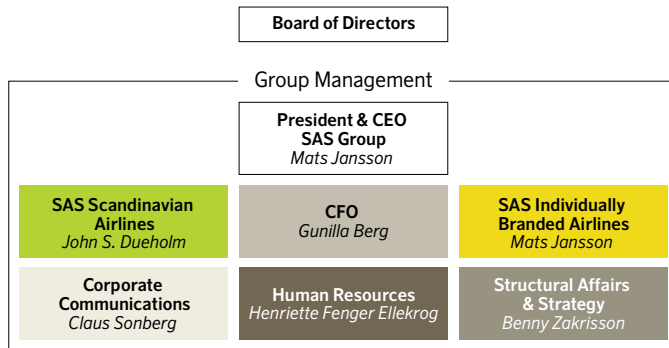 Board of Directors
Group Management
President & CEO
SAS Group
Mats Jansson
SAS Scandinavian
Airlines
John S. Dueholm
CFO
Gunilla Berg
SAS Individually
Branded Airlines
Mats Jansson
Corporate
Communications
Claus Sonberg
Human Resources
Henriette Fenger Ellekrog
Structural Affairs
& Strategy
Benny Zakrisson